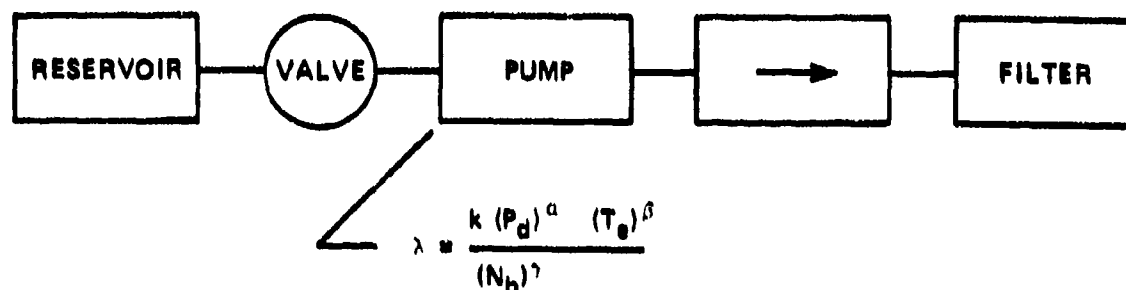 RESERVOIR VALVE PUMP FILTER
λ = k (P_d)^α (T_e)^β / (N_h)^γ